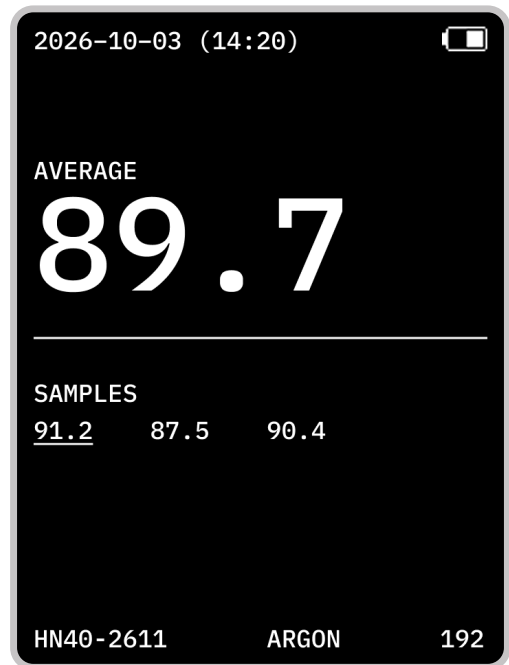 2026-10-03 (14:20)
AVERAGE
89.7
SAMPLES
91.2 87.5 90.4
HN40-2611 ARGON 192